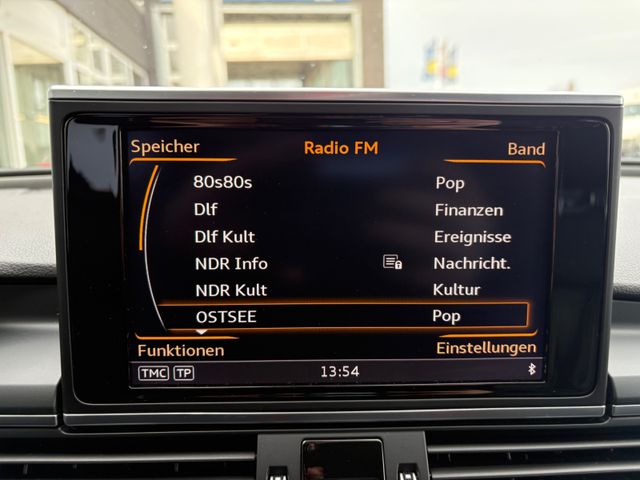 Speicher Radio FM Band
80s80s Pop
Dlf Finanzen
Dlf Kult Ereignisse
NDR Info Nachricht.
NDR Kult Kultur
OSTSEE Pop
Funktionen Einstellungen
TMC TP 13:54